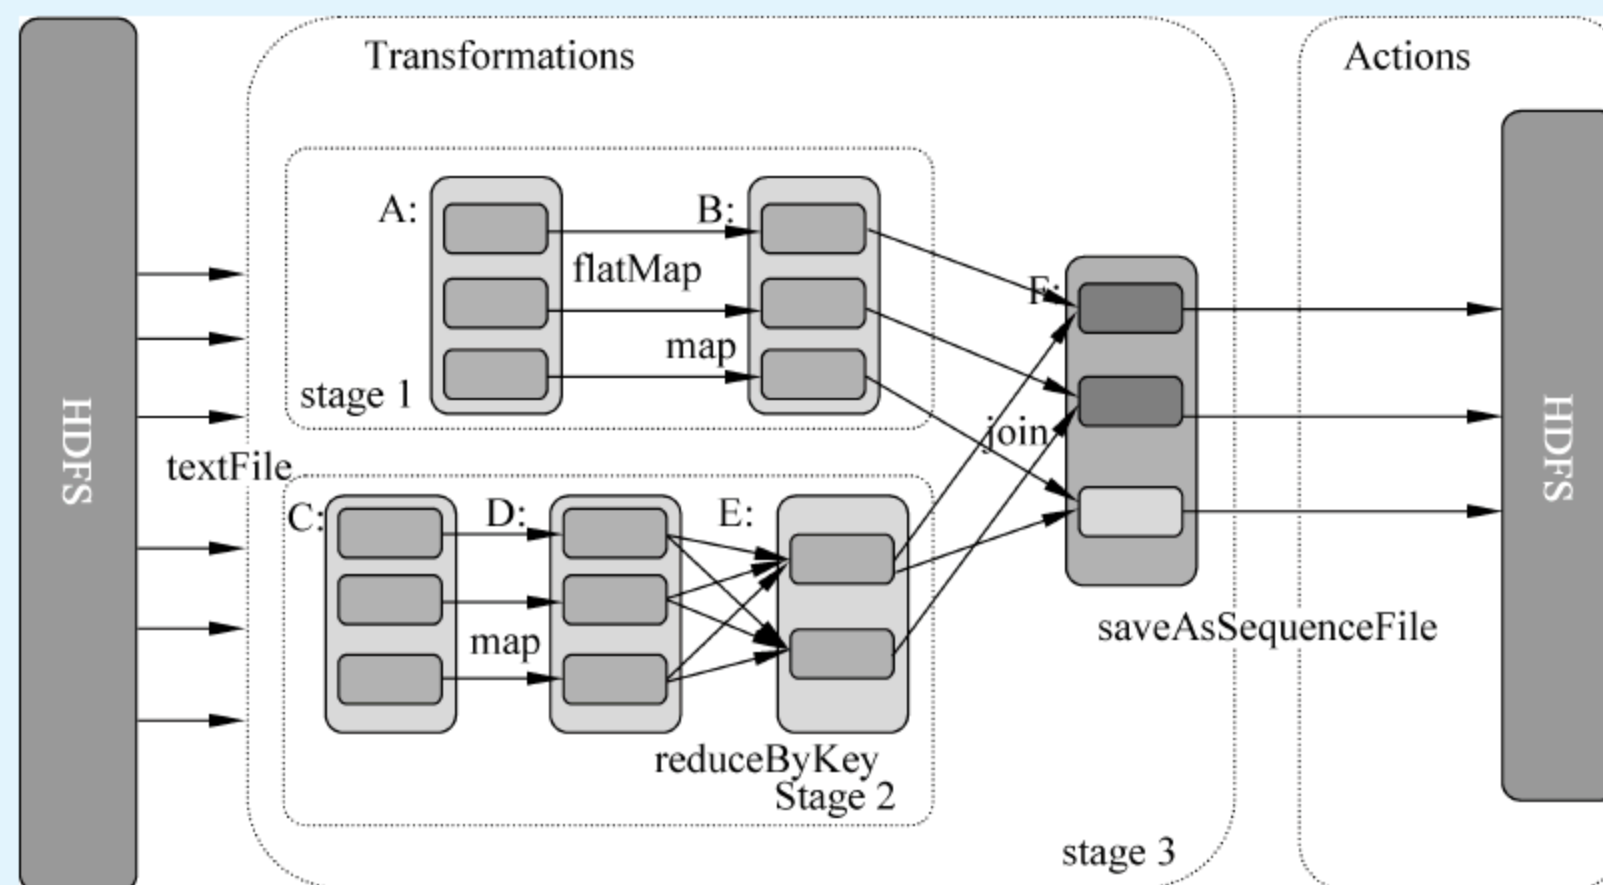 Transformations
Actions
A:
B:
flatMap
F:
map
stage 1
join
HDFS
HDFS
textFile
C:
D:
E:
map
saveAsSequenceFile
reduceByKey
Stage 2
stage 3